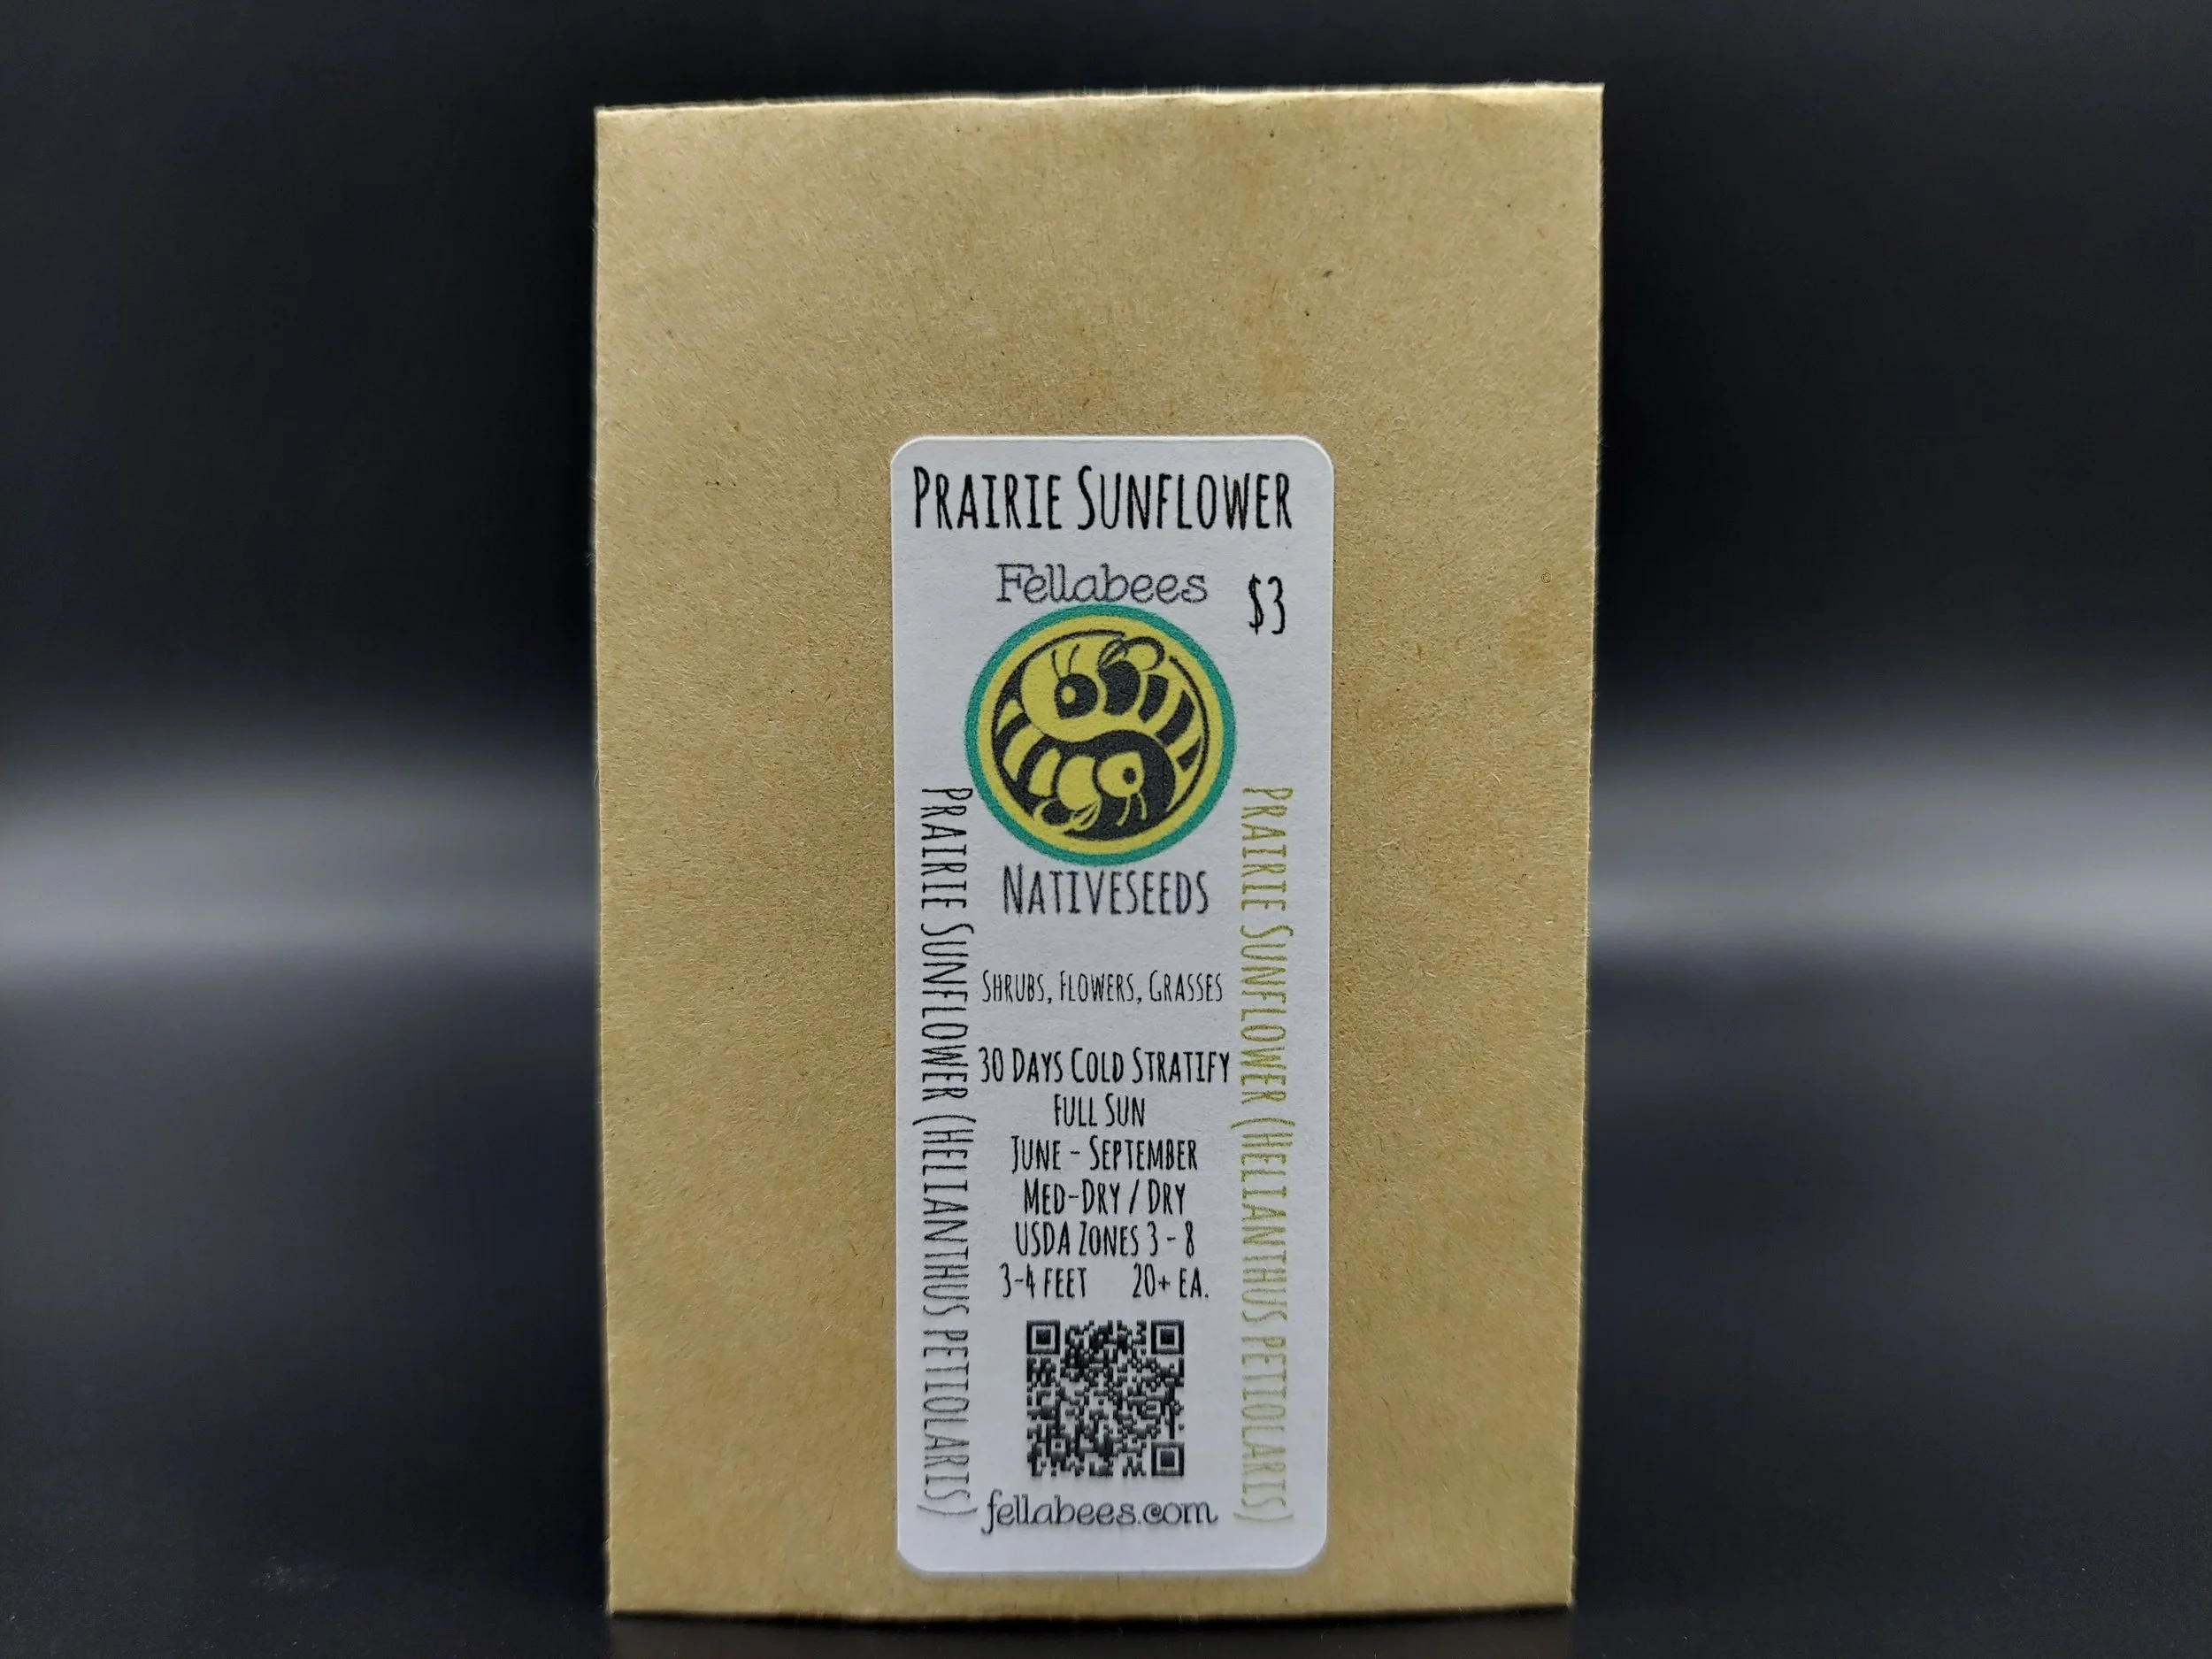 Prairie Sunflower
Fellabees
$3
Nativeseeds
Shrubs, Flowers, Grasses
30 Days Cold Stratify
Full Sun
June - September
Med-Dry / Dry
USDA Zones 3 - 8
3-4 feet 20+ ea.
fellabees.com
Prairie Sunflower (Helianthus petiolaris)
Prairie Sunflower (Helianthus petiolaris)